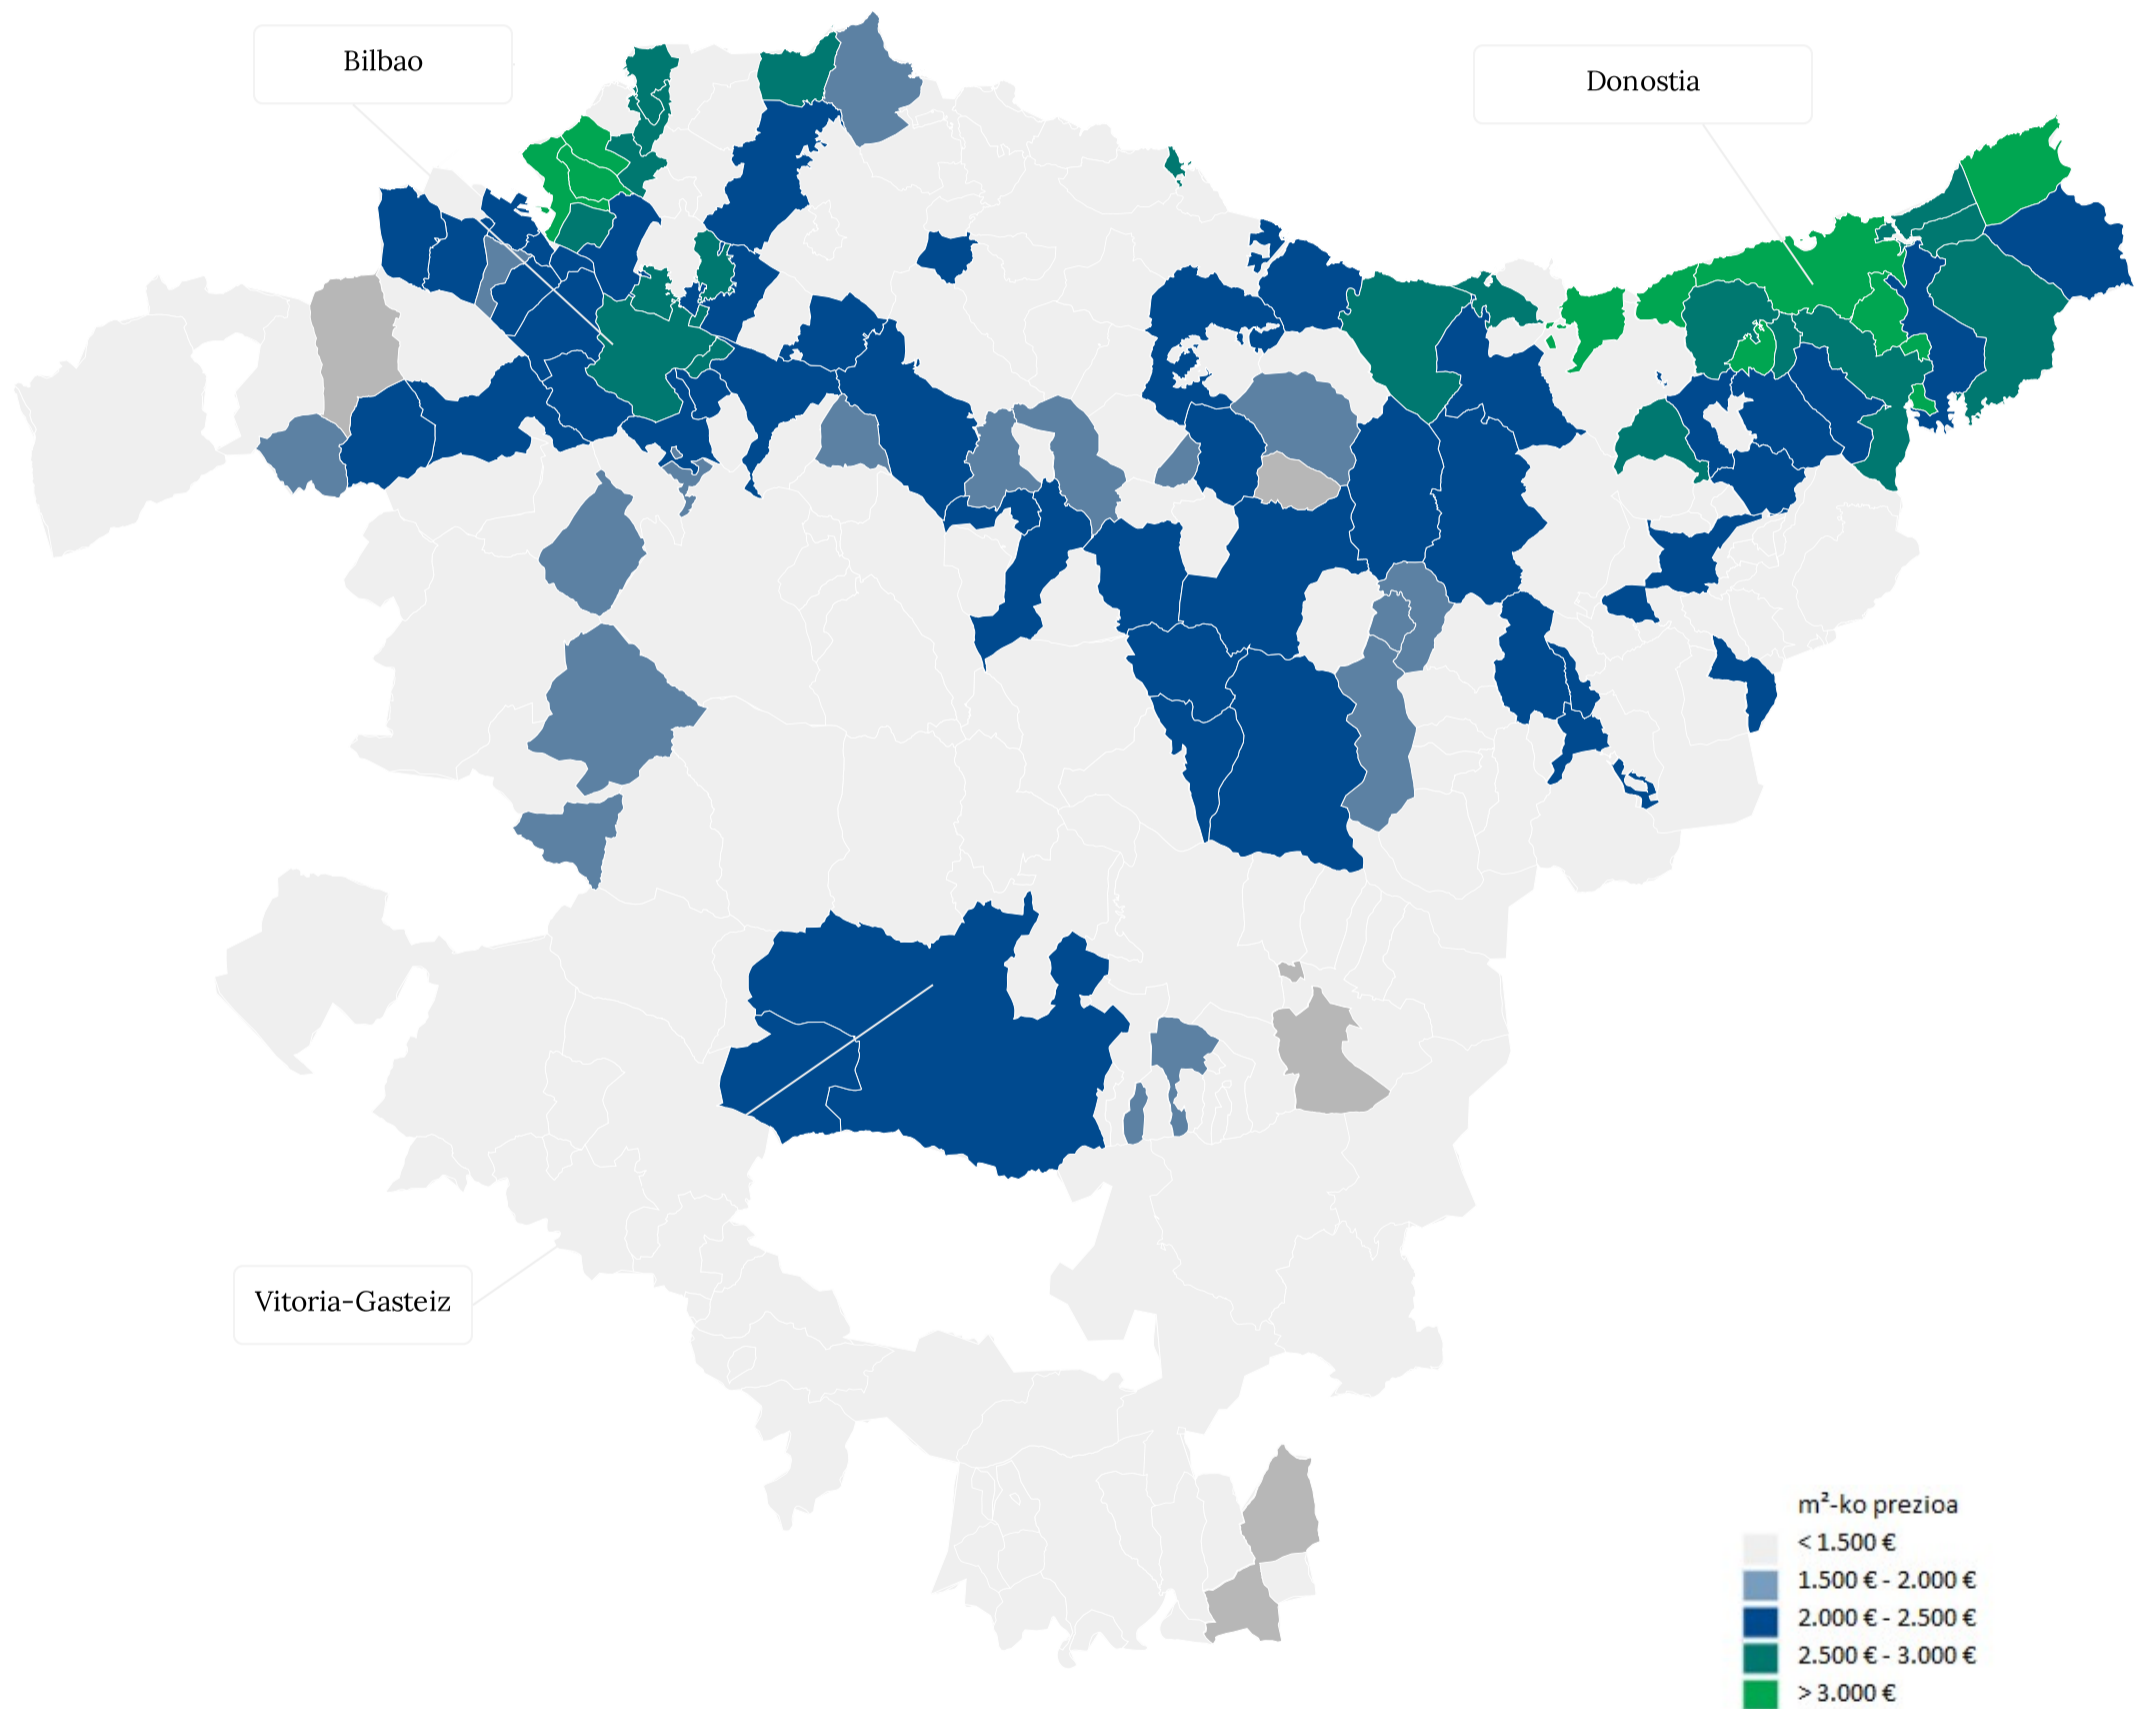 Bilbao
Donostia
Vitoria-Gasteiz
m²-ko prezioa
< 1.500 €
1.500 € - 2.000 €
2.000 € - 2.500 €
2.500 € - 3.000 €
> 3.000 €